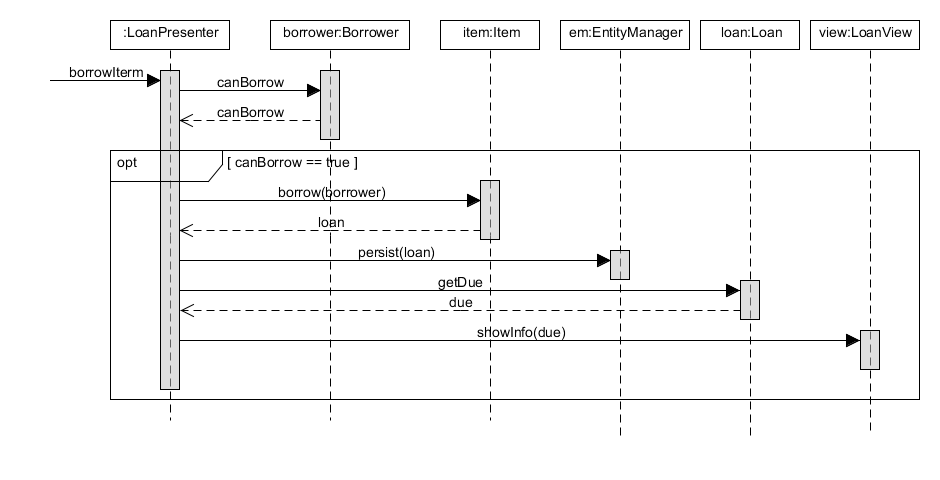 :LoanPresenter
borrower:Borrower
item:Item
em:EntityManager
loan:Loan
view:LoanView
borrowIterm
canBorrow
canBorrow
opt
[ canBorrow == true ]
borrow(borrower)
loan
persist(loan)
getDue
due
showInfo(due)